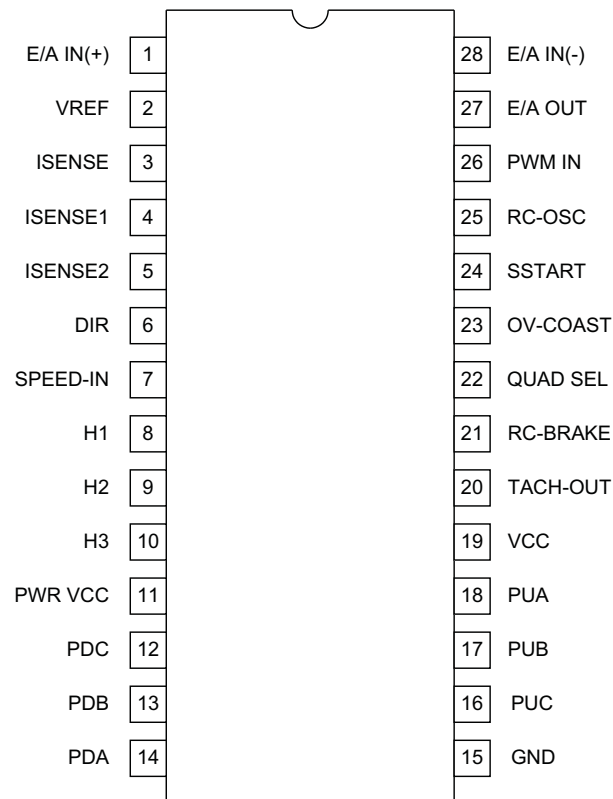 E/A IN(+) 1 28 E/A IN(-)
VREF 2 27 E/A OUT
ISENSE 3 26 PWM IN
ISENSE1 4 25 RC-OSC
ISENSE2 5 24 SSTART
DIR 6 23 OV-COAST
SPEED-IN 7 22 QUAD SEL
H1 8 21 RC-BRAKE
H2 9 20 TACH-OUT
H3 10 19 VCC
PWR VCC 11 18 PUA
PDC 12 17 PUB
PDB 13 16 PUC
PDA 14 15 GND